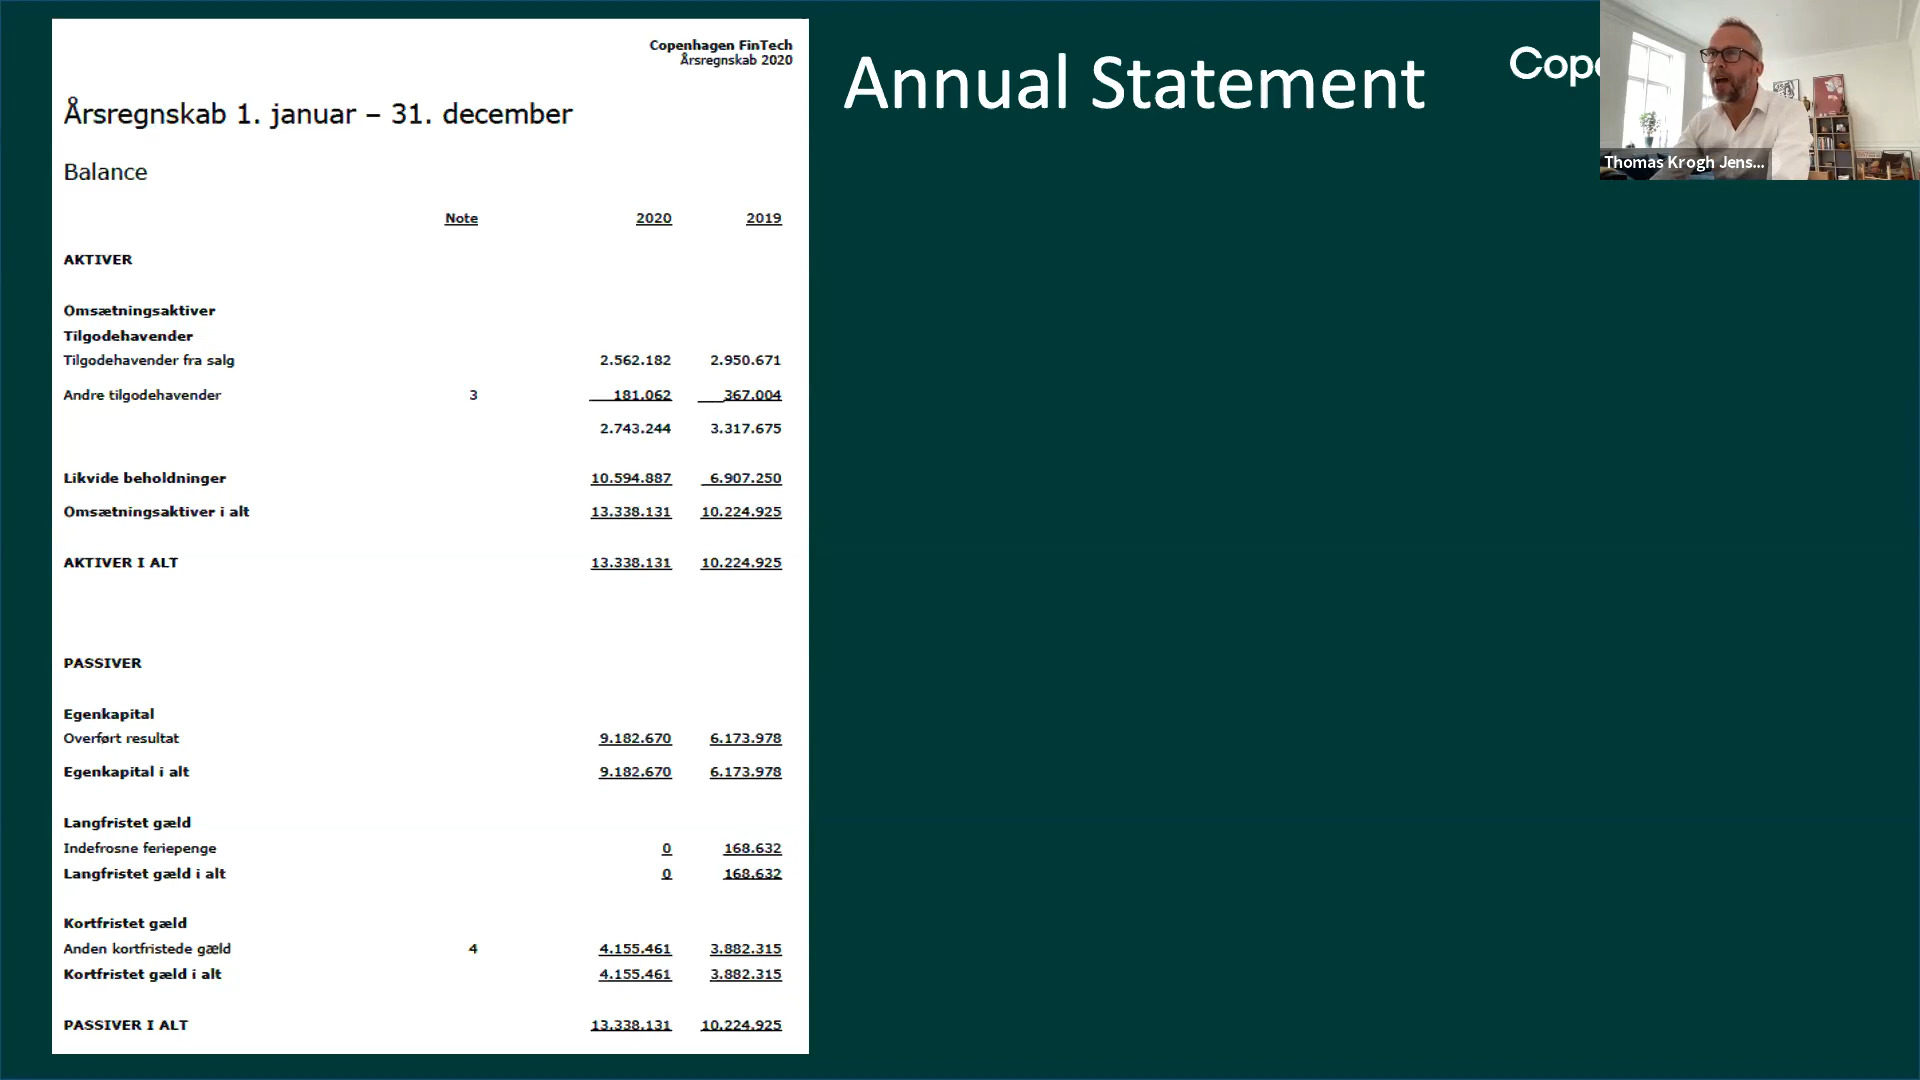 Copenhagen FinTech
Årsregnskab 2020
Årsregnskab 1. januar – 31. december
Balance
Note 2020 2019
AKTIVER
Omsætningsaktiver
Tilgodehavender
Tilgodehavender fra salg 2.562.182 2.950.671
Andre tilgodehavender 3 181.062 367.004
2.743.244 3.317.675
Likvide beholdninger 10.594.887 6.907.250
Omsætningsaktiver i alt 13.338.131 10.224.925
AKTIVER I ALT 13.338.131 10.224.925
PASSIVER
Egenkapital
Overført resultat 9.182.670 6.173.978
Egenkapital i alt 9.182.670 6.173.978
Langfristet gæld
Indefrosne feriepenge 0 168.632
Langfristet gæld i alt 0 168.632
Kortfristet gæld
Anden kortfristede gæld 4 4.155.461 3.882.315
Kortfristet gæld i alt 4.155.461 3.882.315
PASSIVER I ALT 13.338.131 10.224.925
Annual Statement
Cope
Thomas Krogh Jens...